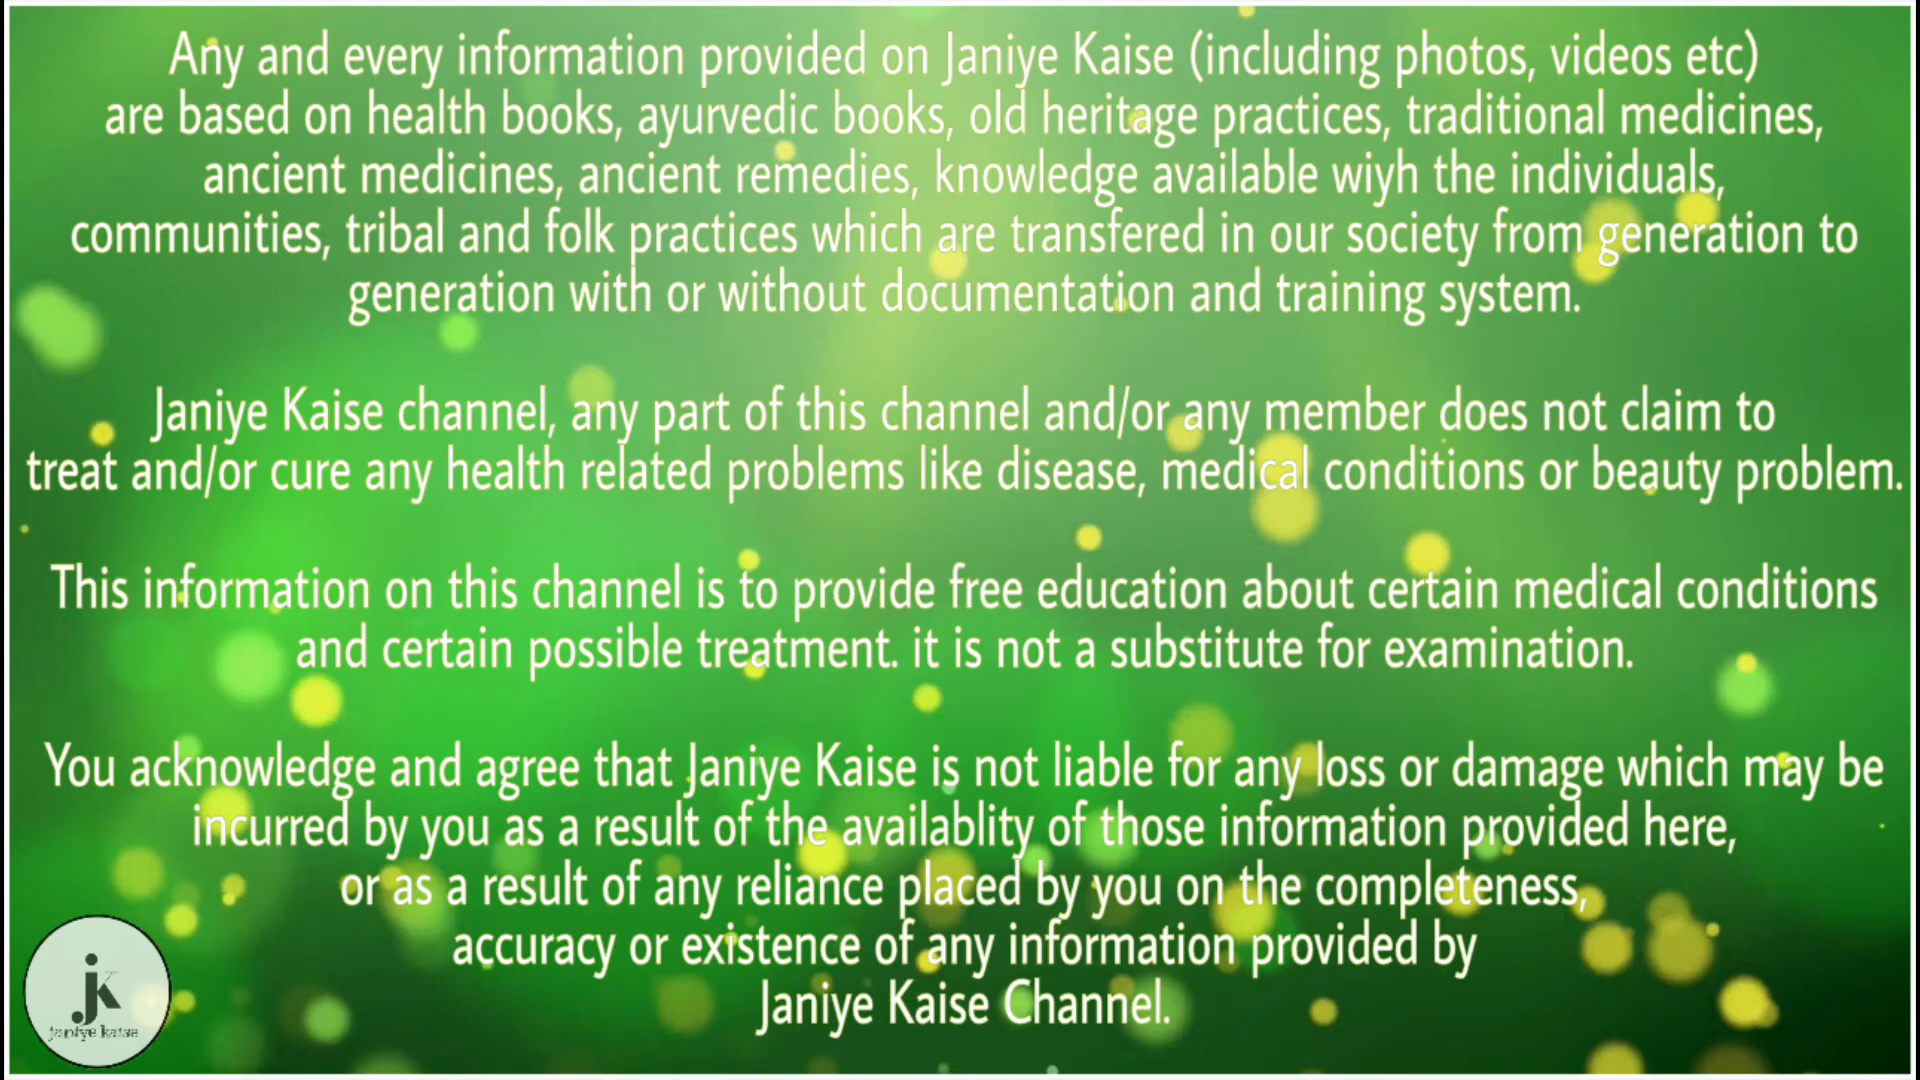 Any and every information provided on Janiye Kaise (including photos, videos etc)
are based on health books, ayurvedic books, old heritage practices, traditional medicines,
ancient medicines, ancient remedies, knowledge available wiyh the individuals,
communities, tribal and folk practices which are transfered in our society from generation to
generation with or without documentation and training system.
Janiye Kaise channel, any part of this channel and/or any member does not claim to
treat and/or cure any health related problems like disease, medical conditions or beauty problem.
This information on this channel is to provide free education about certain medical conditions
and certain possible treatment. it is not a substitute for examination.
You acknowledge and agree that Janiye Kaise is not liable for any loss or damage which may be
incurred by you as a result of the availablity of those information provided here,
or as a result of any reliance placed by you on the completeness,
accuracy or existence of any information provided by
Janiye Kaise Channel.
jk
janiye kaise